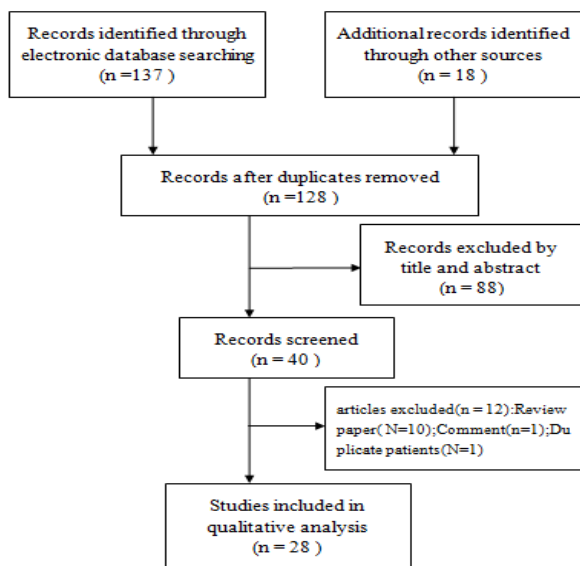 Records identified through
electronic database searching
(n =137 )
Additional records identified
through other sources
(n = 18 )
Records after duplicates removed
(n =128 )
Records excluded by
title and abstract
(n = 88)
Records screened
(n = 40 )
articles excluded(n = 12):Review
paper( N=10);Comment(n=1);Du
plicate patients(N=1)
Studies included in
qualitative analysis
(n = 28 )